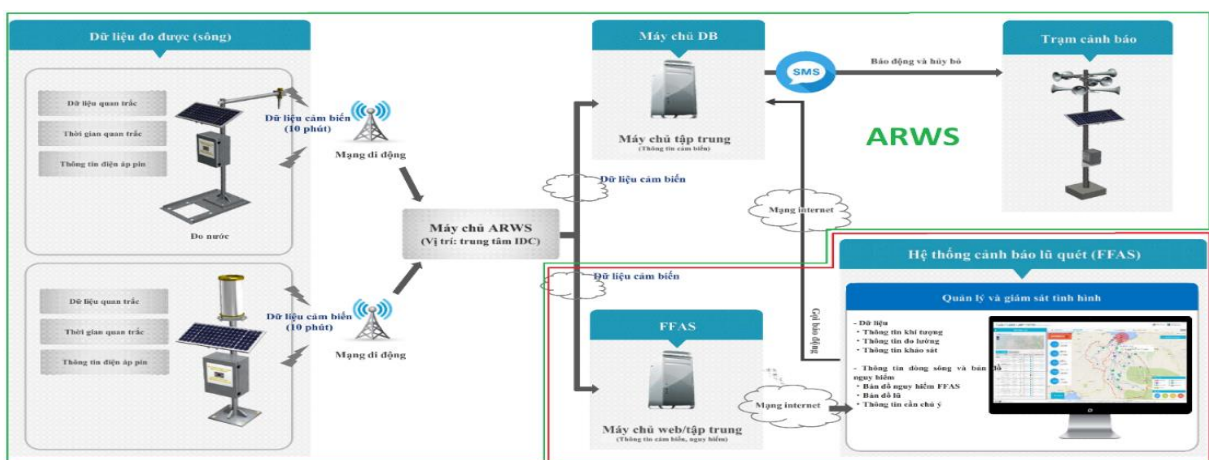 Dữ liệu đo được (sông)
Dữ liệu quan trắc
Thời gian quan trắc
Thông tin điện áp pin
Đo nước
Dữ liệu cảm biến
(10 phút)
Mạng di động
Dữ liệu quan trắc
Thời gian quan trắc
Thông tin điện áp pin
Dữ liệu cảm biến
(10 phút)
Mạng di động
Máy chủ ARWS
(Vị trí: trung tâm IDC)
Máy chủ DB
Máy chủ tập trung
(Thông tin cảm biến)
SMS
Báo động và hủy bỏ
Trạm cảnh báo
ARWS
Dữ liệu cảm biến
Mạng internet
Dữ liệu cảm biến
FFAS
Máy chủ web/tập trung
(Thông tin cảm biến, nguy hiểm)
Mạng internet
Gọi báo động
Hệ thống cảnh báo lũ quét (FFAS)
Quản lý và giám sát tình hình
- Dữ liệu
• Thông tin khí tượng
• Thông tin đo lường
• Thông tin khảo sát
- Thông tin dòng sông và bản đồ
nguy hiểm
• Bản đồ nguy hiểm FFAS
• Bản đồ lũ
• Thông tin cần chú ý